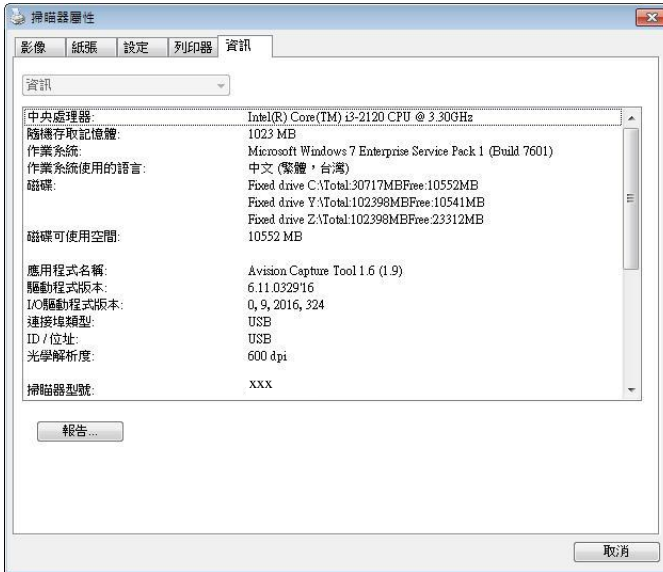 掃瞄器屬性
影像 紙張 設定 列印器 資訊
資訊
中央處理器: Intel(R) Core(TM) i3-2120 CPU @ 3.30GHz
隨機存取記憶體: 1023 MB
作業系統: Microsoft Windows 7 Enterprise Service Pack 1 (Build 7601)
作業系統使用的語言: 中文 (繁體，台灣)
磁碟: Fixed drive C:\Total:30717MBFree:10552MB
Fixed drive Y:\Total:102398MBFree:10541MB
Fixed drive Z:\Total:102398MBFree:23312MB
磁碟可使用空間: 10552 MB
應用程式名稱: Avision Capture Tool 1.6 (1.9)
驅動程式版本: 6.11.0329'16
I/O驅動程式版本: 0, 9, 2016, 324
連接埠類型: USB
ID / 位址: USB
光學解析度: 600 dpi
掃瞄器型號: XXX
報告...
取消